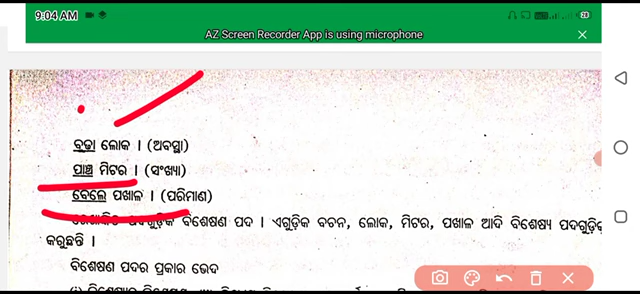 9:04 AM
28
AZ Screen Recorder App is using microphone
ବୁଢ଼ା ଲୋକ । (ଅବସ୍ଥା)
ପାଞ୍ଚ ମିଟର । (ସଂଖ୍ୟା)
ବେଲେ ପଖାଳ । (ପରିମାଣ)
ବିଶେଷଣ ପଦ । ଏଗୁଡ଼ିକ ବଚନ, ଲୋକ, ମିଟର, ପଖାଳ ଆଦି ବିଶେଷ୍ୟ ପଦଗୁଡ଼ିକ
କରୁଛନ୍ତି ।
ବିଶେଷଣ ପଦର ପ୍ରକାର ଭେଦ